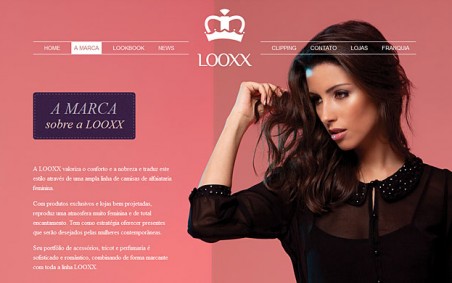 HOME A MARCA LOOKBOOK NEWS
LOOXX
CLIPPING CONTATO LOJAS FRANQUIA
A MARCA
sobre a LOOXX
A LOOXX valoriza o conforto e a nobreza e traduz este
estilo através de uma ampla linha de camisas de alfaiataria
feminina.
Com produtos exclusivos e lojas bem projetadas,
reproduz uma atmosfera muito feminina e de total
encantamento. Tem como estratégia oferecer presentes
que serão desejados pelas mulheres contemporâneas.
Seu portfólio de acessórios, tricot e perfumaria é
sofisticado e romântico, combinando de forma marcante
com toda a linha LOOXX.